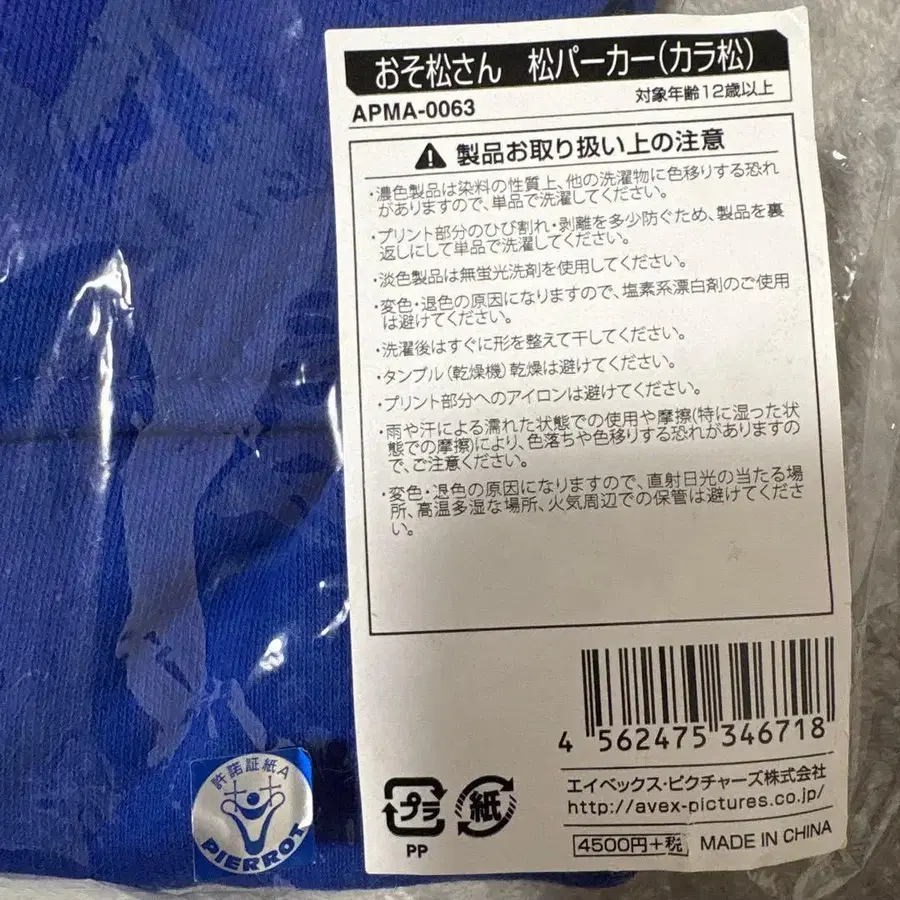 おそ松さん 松パーカー(カラ松)
APMA-0063
対象年齢12歳以上
製品お取り扱い上の注意
・濃色製品は染料の性質上、他の洗濯物に色移りする恐れ
がありますので、単品で洗濯してください。
・プリント部分のひび割れ・剥離を多少防ぐため、製品を裏
返しにして単品で洗濯してください。
・淡色製品は無蛍光洗剤を使用してください。
・変色・退色の原因になりますので、塩素系漂白剤のご使用
は避けてください。
・洗濯後はすぐに形を整えて干してください。
・タンブル(乾燥機)乾燥は避けてください。
・プリント部分へのアイロンは避けてください。
・雨や汗による濡れた状態での使用や摩擦(特に湿った状
態での摩擦)により、色落ちや色移りする恐れがありますの
で、ご注意ください。
・変色・退色の原因になりますので、直射日光の当たる場
所、高温多湿な場所、火気周辺での保管は避けてくださ
い。
4 562475 346718
プラ
PP
紙
エイベックス・ピクチャーズ株式会社
http://avex-pictures.co.jp/
4500円+税
MADE IN CHINA
許諾証紙A
PIERROT